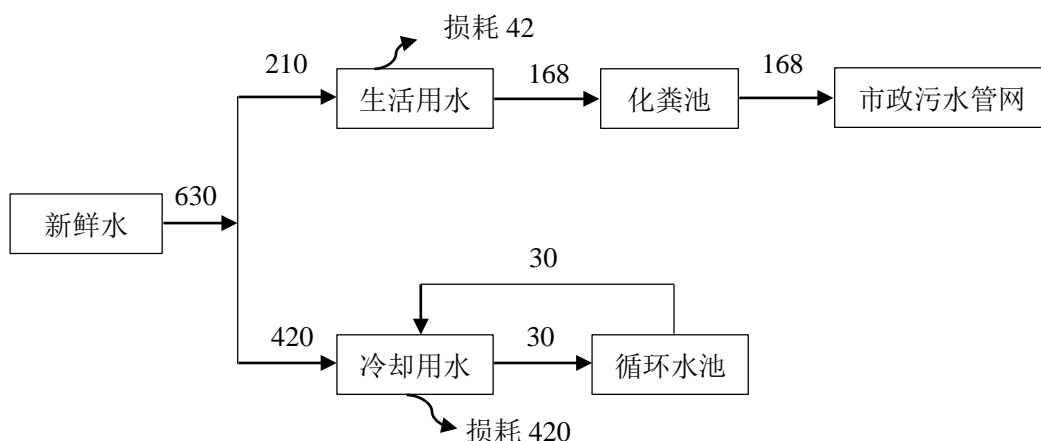 损耗 42
210
生活用水
168
化粪池
168
市政污水管网
630
新鲜水
30
420
冷却用水
30
循环水池
损耗 420